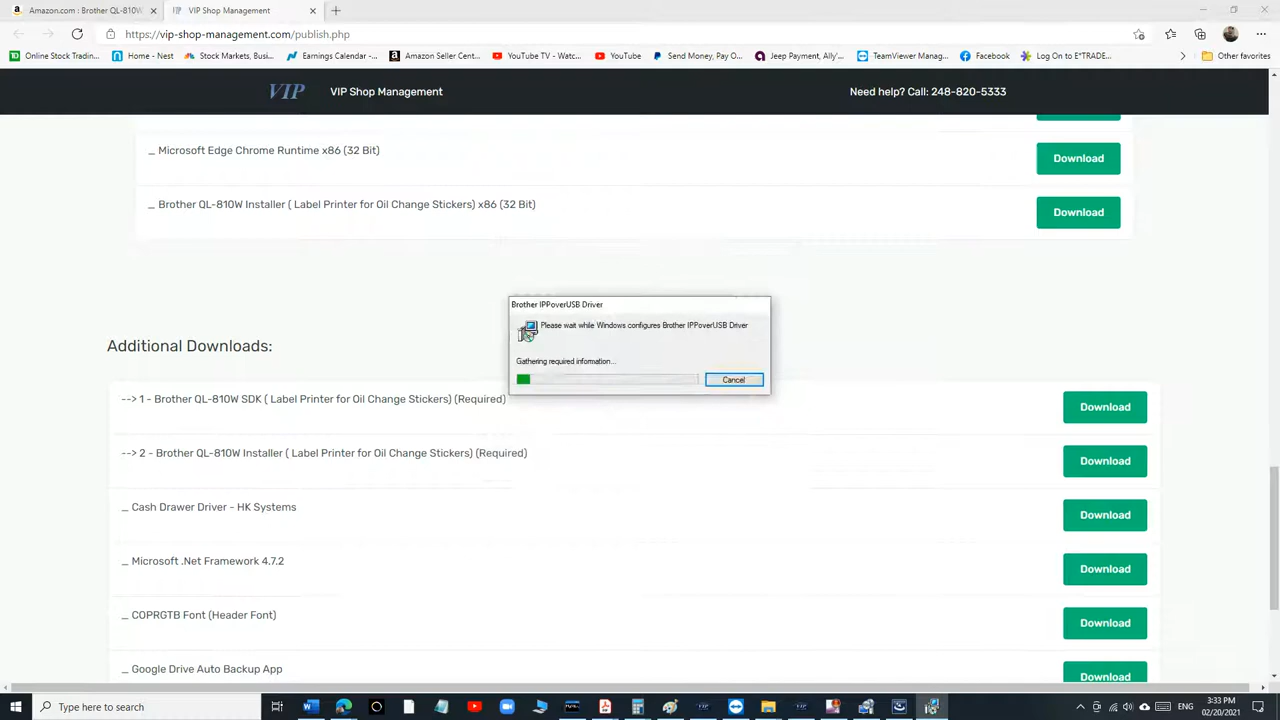 Amazon.com : Brother QL-810W
VIP Shop Management
https://vip-shop-management.com/publish.php
Online Stock Tradin...
Home - Nest
Stock Markets, Busi...
Earnings Calendar -...
Amazon Seller Cent...
YouTube TV - Watc...
YouTube
Send Money, Pay O...
Jeep Payment, Ally'...
TeamViewer Manag...
Facebook
Log On to E*TRADE...
Other favorites
VIP
VIP Shop Management
Need help? Call: 248-820-5333
_ Microsoft Edge Chrome Runtime x86 (32 Bit)
Download
_ Brother QL-810W Installer ( Label Printer for Oil Change Stickers) x86 (32 Bit)
Download
Brother IPPoverUSB Driver
Please wait while Windows configures Brother IPPoverUSB Driver
Gathering required information...
Cancel
Additional Downloads:
--> 1 - Brother QL-810W SDK ( Label Printer for Oil Change Stickers) (Required)
Download
--> 2 - Brother QL-810W Installer ( Label Printer for Oil Change Stickers) (Required)
Download
_ Cash Drawer Driver - HK Systems
Download
_ Microsoft .Net Framework 4.7.2
Download
_ COPRGTB Font (Header Font)
Download
_ Google Drive Auto Backup App
Download
Type here to search
3:33 PM
02/20/2021